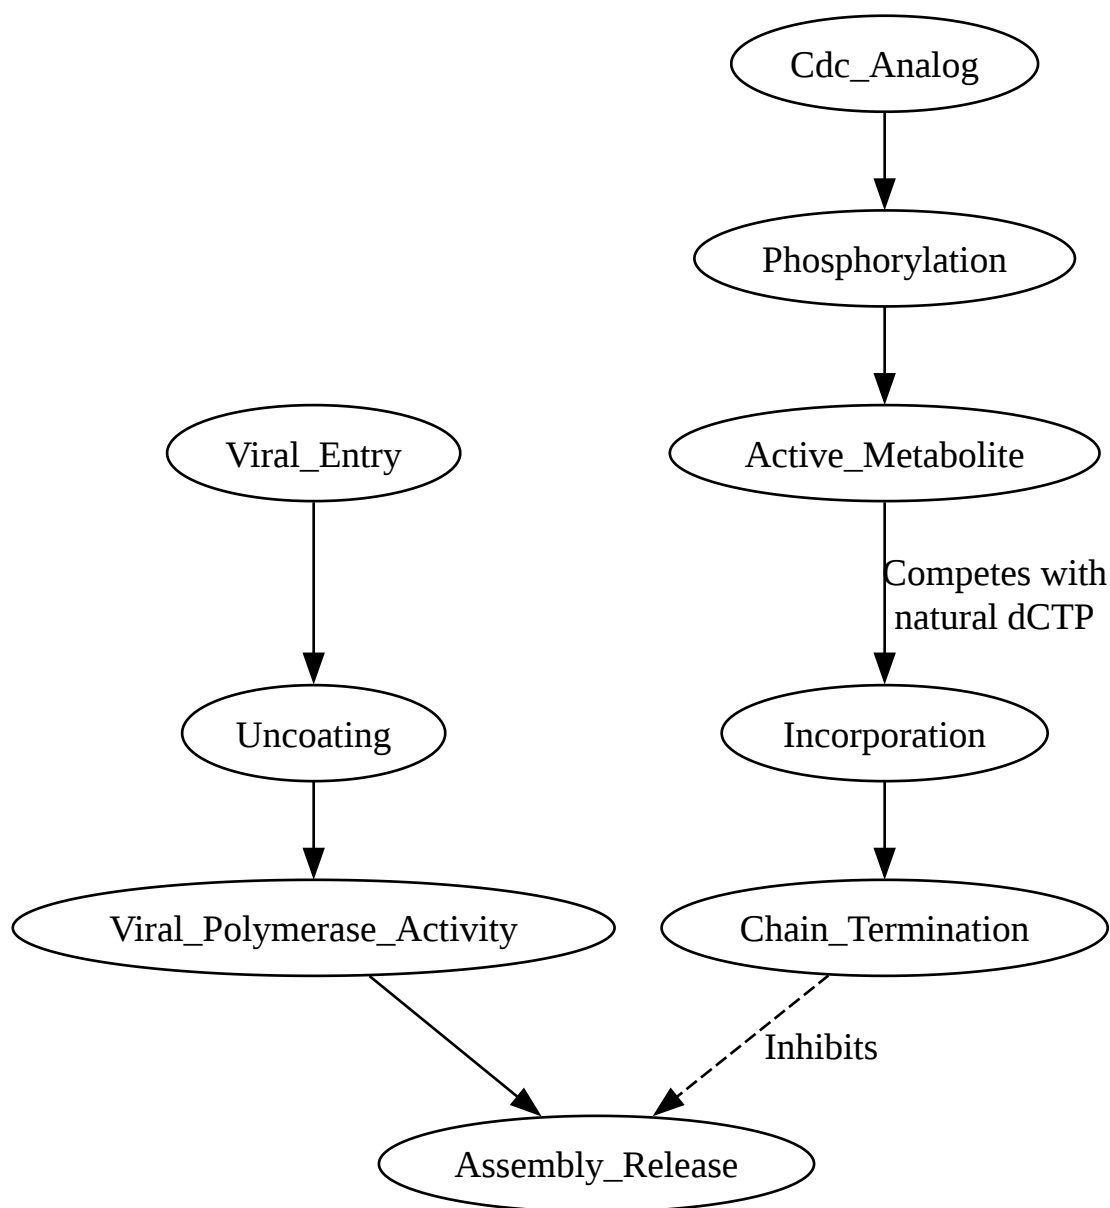 Cdc_Analog
Phosphorylation
Viral_Entry
Active_Metabolite
Competes with
natural dCTP
Uncoating
Incorporation
Viral_Polymerase_Activity
Chain_Termination
Inhibits
Assembly_Release